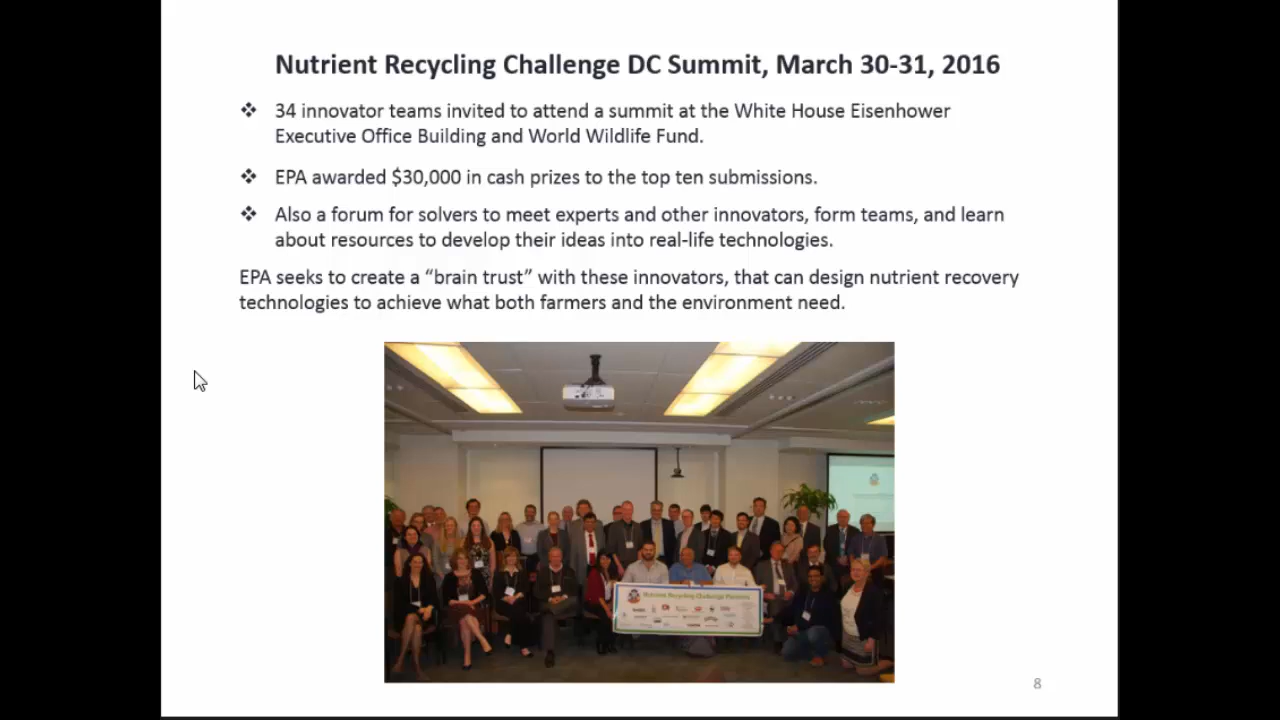 Nutrient Recycling Challenge DC Summit, March 30-31, 2016
❖ 34 innovator teams invited to attend a summit at the White House Eisenhower
Executive Office Building and World Wildlife Fund.
❖ EPA awarded $30,000 in cash prizes to the top ten submissions.
❖ Also a forum for solvers to meet experts and other innovators, form teams, and learn
about resources to develop their ideas into real-life technologies.
EPA seeks to create a “brain trust” with these innovators, that can design nutrient recovery
technologies to achieve what both farmers and the environment need.
Nutrient Recycling Challenge Partners
8